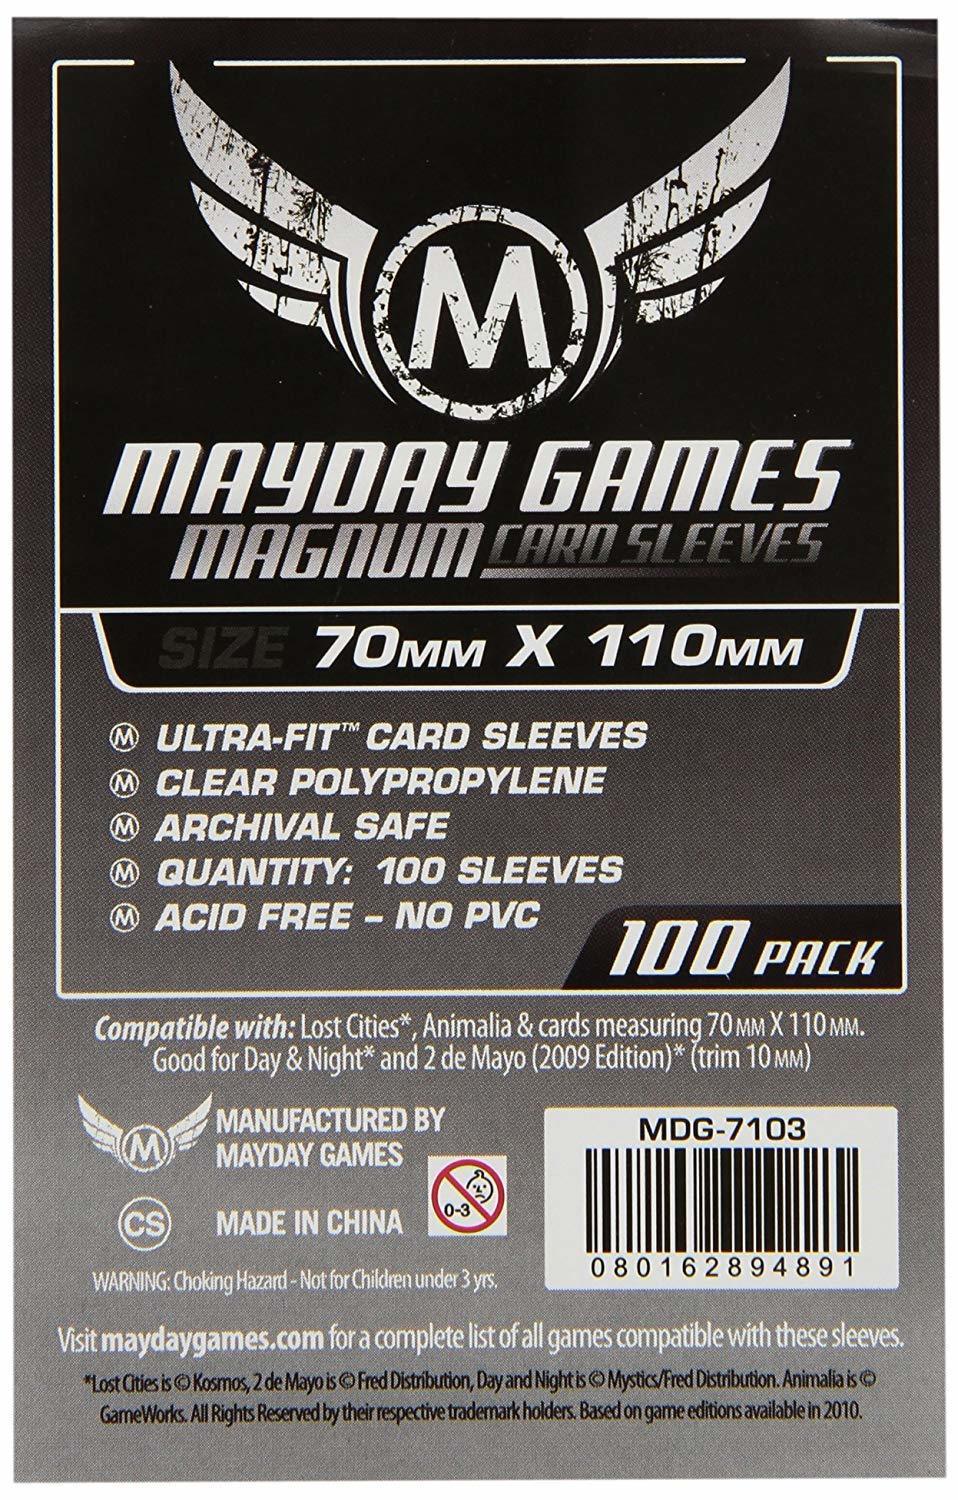 M
MAYDAY GAMES
MAGNUM CARD SLEEVES
SIZE 70MM X 110MM
M ULTRA-FIT™ CARD SLEEVES
M CLEAR POLYPROPYLENE
M ARCHIVAL SAFE
M QUANTITY: 100 SLEEVES
M ACID FREE - NO PVC
100 PACK
Compatible with: Lost Cities*, Animalia & cards measuring 70 MM X 110 MM.
Good for Day & Night* and 2 de Mayo (2009 Edition)* (trim 10 MM)
M
MANUFACTURED BY
MAYDAY GAMES
CS
MADE IN CHINA
0-3
WARNING: Choking Hazard - Not for Children under 3 yrs.
MDG-7103
080162894891
Visit maydaygames.com for a complete list of all games compatible with these sleeves.
*Lost Cities is © Kosmos, 2 de Mayo is © Fred Distribution, Day and Night is © Mystics/Fred Distribution. Animalia is ©
GameWorks. All Rights Reserved by their respective trademark holders. Based on game editions available in 2010.